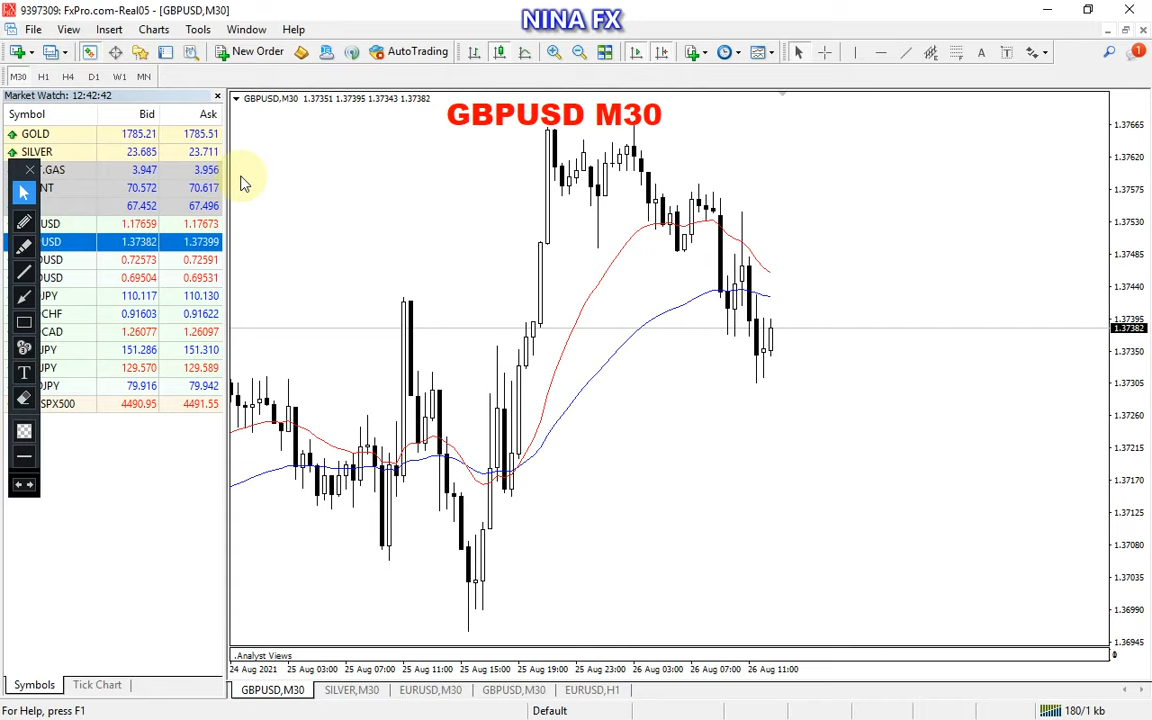 9397309: FxPro.com-Real05 - [GBPUSD,M30]
NINA FX
File View Insert Charts Tools Window Help
New Order AutoTrading
1
M30 H1 H4 D1 W1 MN
Market Watch: 12:42:42
Symbol Bid Ask
GOLD 1785.21 1785.51
SILVER 23.685 23.711
.GAS 3.947 3.956
NT 70.572 70.617
67.452 67.496
USD 1.17659 1.17673
USD 1.37382 1.37399
DUSD 0.72573 0.72591
DUSD 0.69504 0.69531
JPY 110.117 110.130
CHF 0.91603 0.91622
CAD 1.26077 1.26097
JPY 151.286 151.310
JPY 129.570 129.589
DJPY 79.916 79.942
SPX500 4490.95 4491.55
Symbols Tick Chart
GBPUSD,M30 1.37351 1.37395 1.37343 1.37382
GBPUSD M30
1.37665
1.37620
1.37575
1.37530
1.37485
1.37440
1.37395
1.37382
1.37350
1.37305
1.37260
1.37215
1.37170
1.37125
1.37080
1.37035
1.36990
1.36945
Analyst Views
24 Aug 2021 25 Aug 03:00 25 Aug 07:00 25 Aug 11:00 25 Aug 15:00 25 Aug 19:00 25 Aug 23:00 26 Aug 03:00 26 Aug 07:00 26 Aug 11:00
GBPUSD,M30 SILVER,M30 EURUSD,M30 GBPUSD,M30 EURUSD,H1
For Help, press F1 Default 180/1 kb